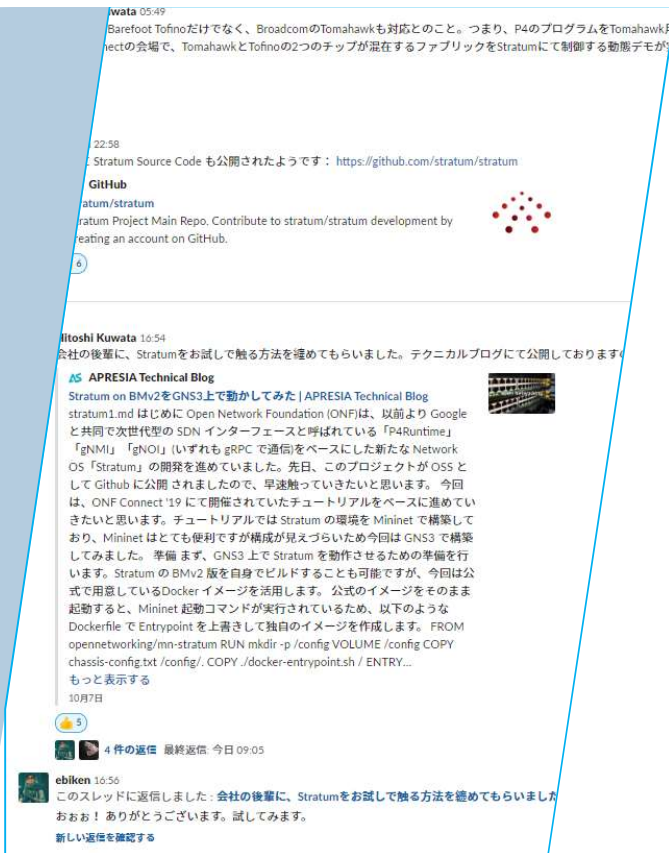 wata 05:49
Barefoot Tofinoだけでなく、BroadcomのTomahawkも対応とのこと。つまり、P4のプログラムをTomahawk用
nectの会場で、TomahawkとTofinoの2つのチップが混在するファブリックをStratumにて制御する動態デモが
22:58
Stratum Source Code も公開されたようです： https://github.com/stratum/stratum
GitHub
atum/stratum
ratum Project Main Repo. Contribute to stratum/stratum development by
reating an account on GitHub.
6
Hitoshi Kuwata 16:54
会社の後輩に、Stratumをお試しで触る方法を纏めてもらいました。テクニカルブログにて公開しておりますの
AS APRESIA Technical Blog
Stratum on BMv2をGNS3上で動かしてみた | APRESIA Technical Blog
stratum1.md はじめに Open Network Foundation (ONF)は、以前より Google
と共同で次世代型の SDN インターフェースと呼ばれている「P4Runtime」
「gNMI」「gNOI」(いずれも gRPC で通信)をベースにした新たな Network
OS「Stratum」の開発を進めていました。先日、このプロジェクトが OSS と
して Github に公開 されましたので、早速触っていきたいと思います。 今回
は、ONF Connect '19 にて開催されていたチュートリアルをベースに進めてい
きたいと思います。チュートリアルでは Stratum の環境を Mininet で構築して
おり、Mininet はとても便利ですが構成が見えづらいため今回は GNS3 で構築
してみました。 準備 まず、GNS3 上で Stratum を動作させるための準備を行
います。Stratum の BMv2 版を自身でビルドすることも可能ですが、今回は公
式で用意しているDocker イメージを活用します。 公式のイメージをそのまま
起動すると、Mininet 起動コマンドが実行されているため、以下のような
Dockerfile で Entrypoint を上書きして独自のイメージを作成します。 FROM
opennetworking/mn-stratum RUN mkdir -p /config VOLUME /config COPY
chassis-config.txt /config/. COPY ./docker-entrypoint.sh / ENTRY...
もっと表示する
10月7日
5
4 件の返信 最終返信: 今日 09:05
ebiken 16:56
このスレッドに返信しました : 会社の後輩に、Stratumをお試しで触る方法を纏めてもらいました
おぉぉ！ ありがとうございます。試してみます。
新しい返信を確認する